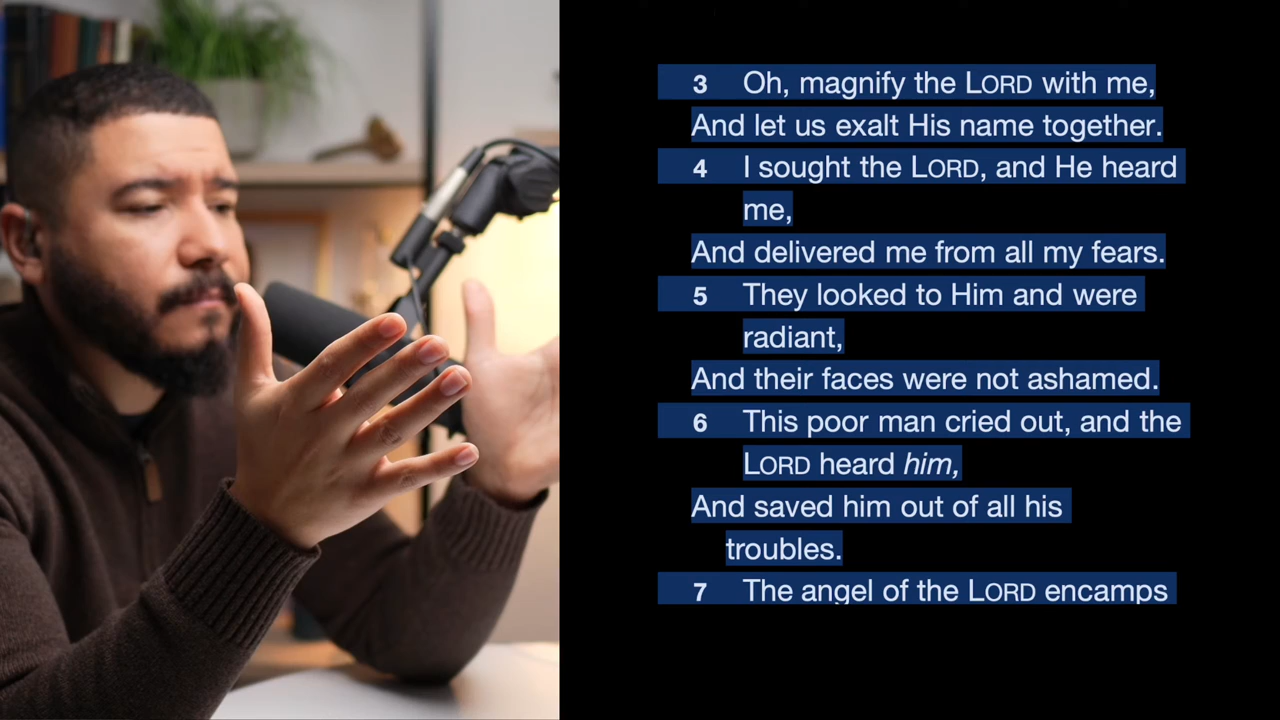 3 Oh, magnify the LORD with me,
And let us exalt His name together.
4 I sought the LORD, and He heard
me,
And delivered me from all my fears.
5 They looked to Him and were
radiant,
And their faces were not ashamed.
6 This poor man cried out, and the
LORD heard him,
And saved him out of all his
troubles.
7 The angel of the LORD encamps